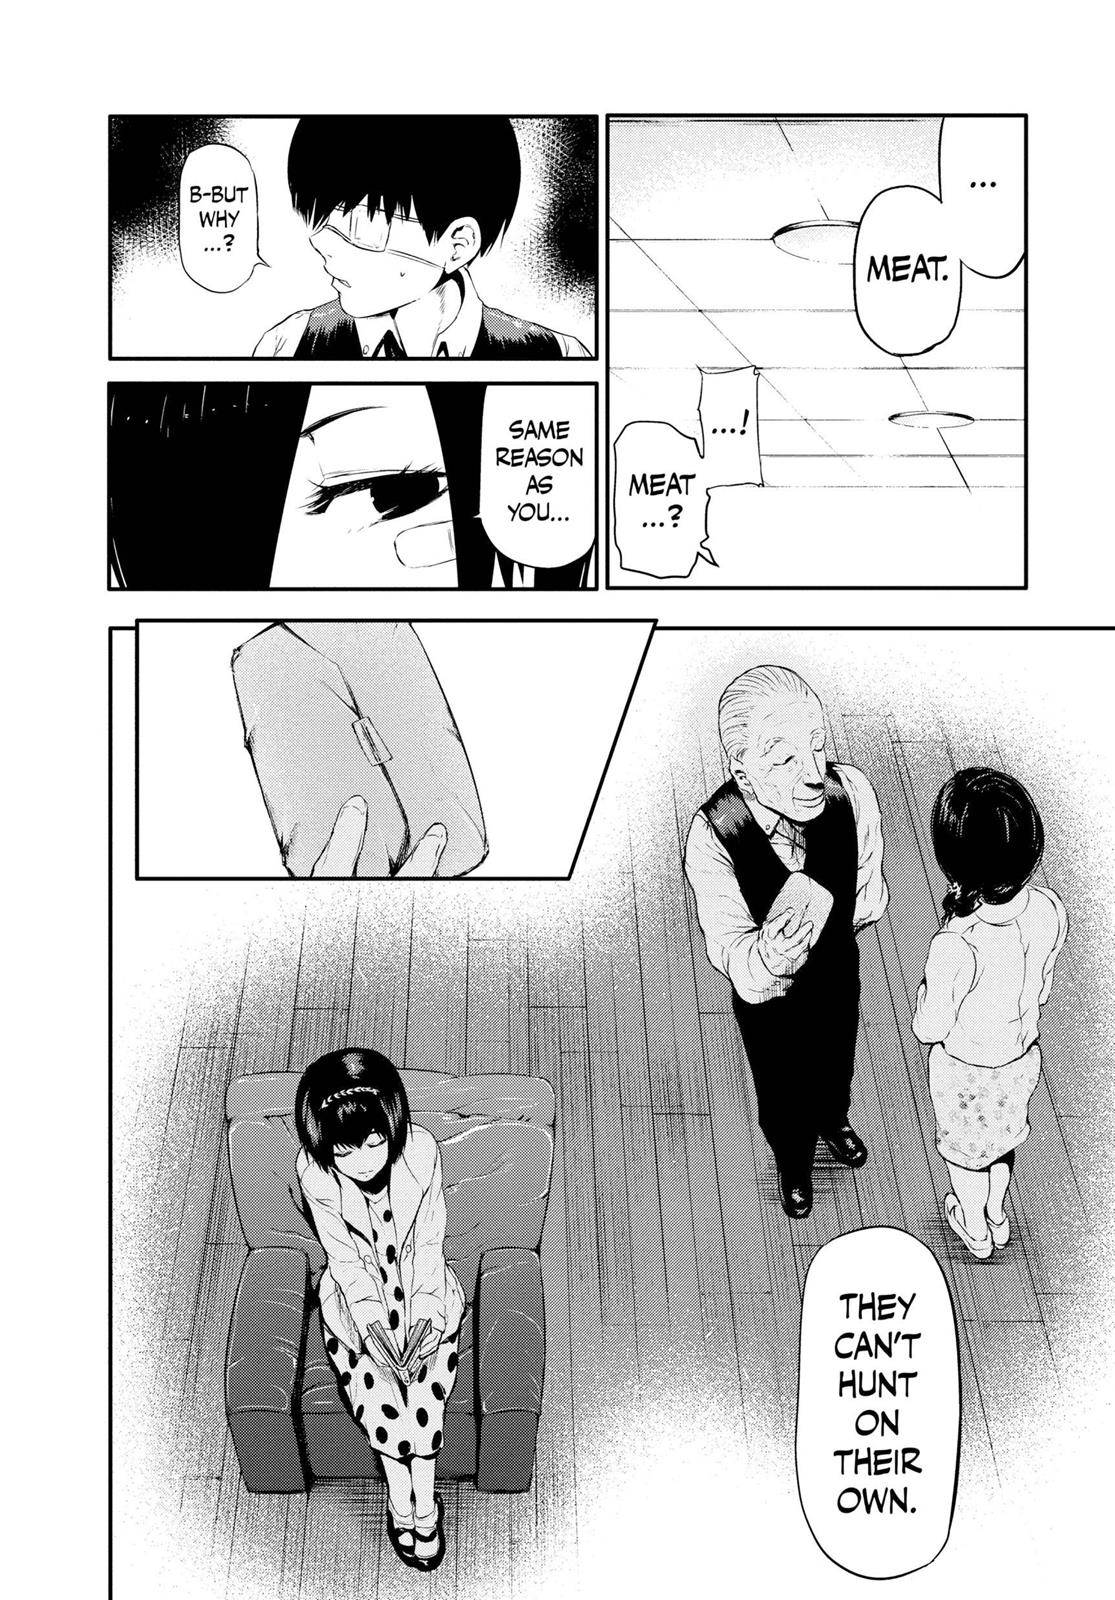 ...
MEAT.
...!
MEAT
...?
B-BUT
WHY
...?
SAME
REASON
AS
YOU...
THEY
CAN'T
HUNT
ON
THEIR
OWN.